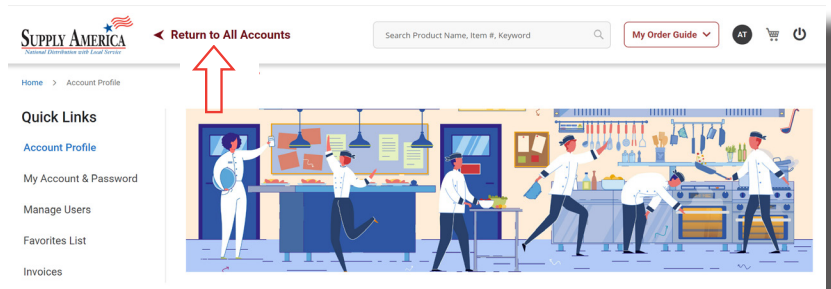 SUPPLY AMERICA
National Distribution with Local Service
Return to All Accounts
Search Product Name, Item #, Keyword
My Order Guide
AT
Home > Account Profile
Quick Links
Account Profile
My Account & Password
Manage Users
Favorites List
Invoices